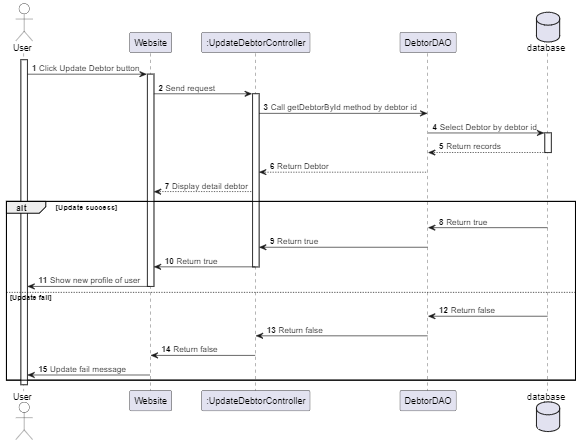 User
Website
:UpdateDebtorController
DebtorDAO
database
1 Click Update Debtor button
2 Send request
3 Call getDebtorById method by debtor id
4 Select Debtor by debtor id
5 Return records
6 Return Debtor
7 Display detail debtor
alt
[Update success]
8 Return true
9 Return true
10 Return true
11 Show new profile of user
[Update fail]
12 Return false
13 Return false
14 Return false
15 Update fail message
User
Website
:UpdateDebtorController
DebtorDAO
database